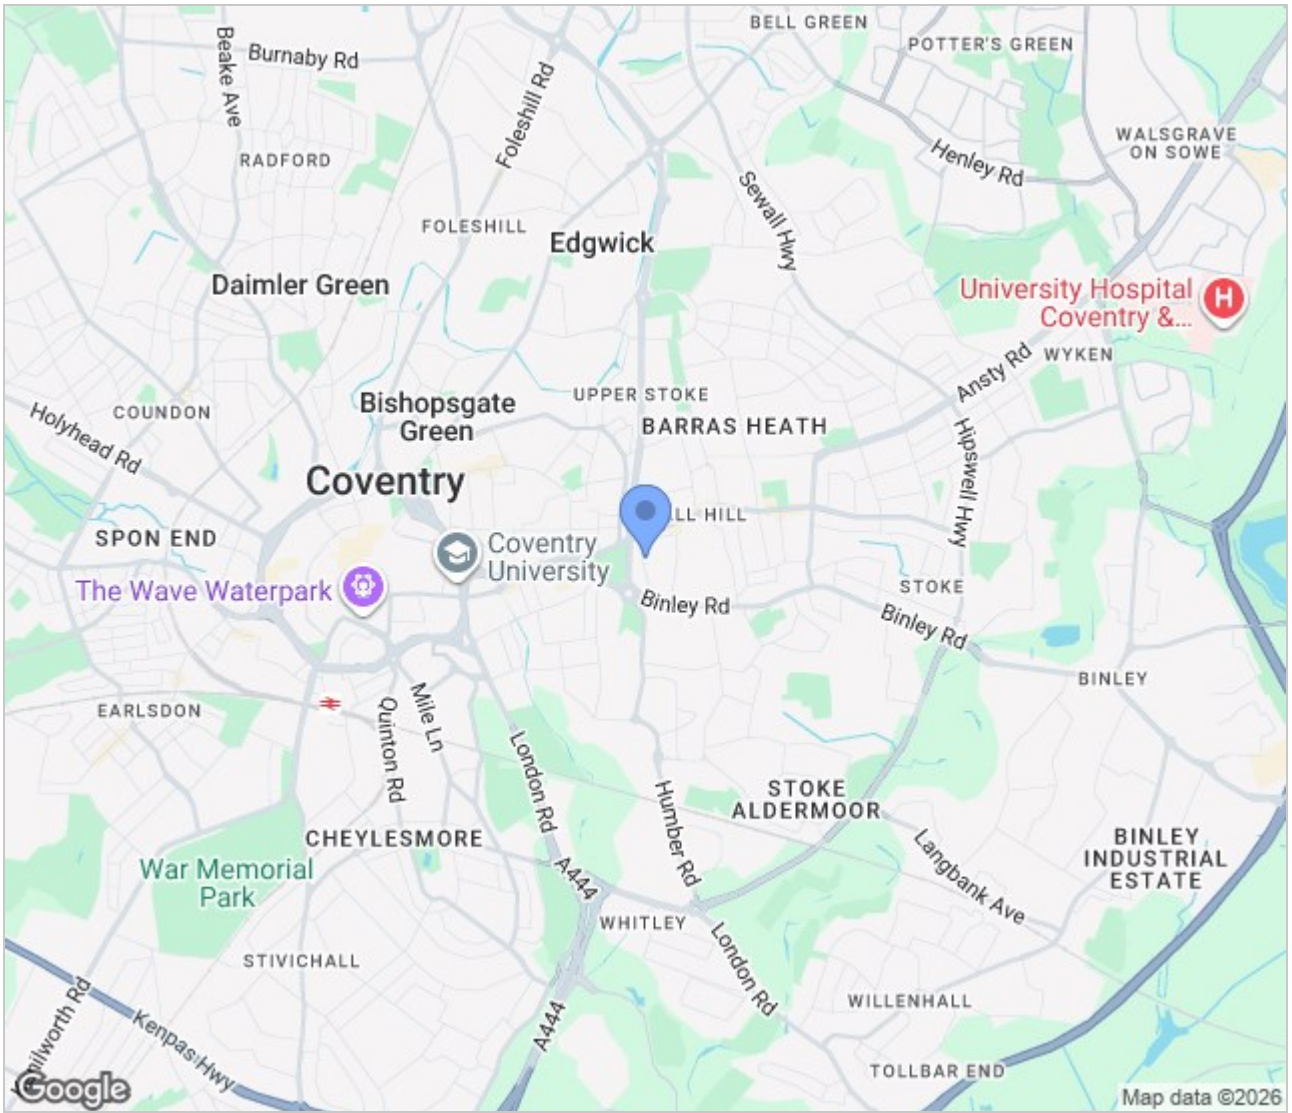 BELL GREEN
POTTER'S GREEN
Beake Ave
Burnaby Rd
Foleshill Rd
WALSGRAVE
ON SOWE
Henley Rd
RADFORD
Sewall Hwy
FOLESHILL
Edgwick
Daimler Green
University Hospital
Coventry &...
H
WYKEN
Ansty Rd
UPPER STOKE
Bishopsgate
Green
COUNDON
Holyhead Rd
BARRAS HEATH
Hipswell Hwy
Coventry
LL HILL
SPON END
Coventry
University
The Wave Waterpark
STOKE
Binley Rd
Binley Rd
BINLEY
EARLSDON
Mile Ln
Quinton Rd
London Rd
Humber Rd
STOKE
ALDERMOOR
CHEYLESMORE
BINLEY
INDUSTRIAL
ESTATE
Langbank Ave
War Memorial
Park
A444
WHITLEY
London Rd
STIVICHALL
WILLENHALL
A444
Kenilworth Rd
Kenpas Hwy
TOLLBAR END
Google
Map data ©2026